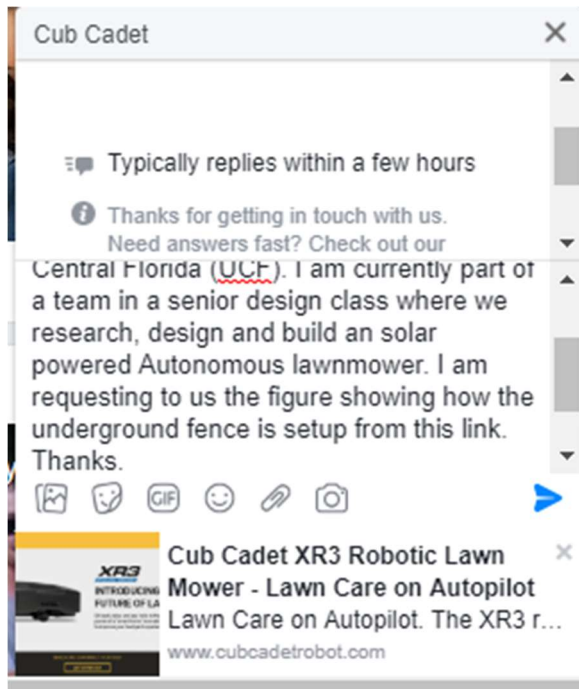 Cub Cadet
Typically replies within a few hours
Thanks for getting in touch with us.
Need answers fast? Check out our
Central Florida (UCF). I am currently part of
a team in a senior design class where we
research, design and build an solar
powered Autonomous lawnmower. I am
requesting to us the figure showing how the
underground fence is setup from this link.
Thanks.
GIF
XR3
INTRODUCING
FUTURE OF LA
Cub Cadet XR3 Robotic Lawn
Mower - Lawn Care on Autopilot
Lawn Care on Autopilot. The XR3 r...
www.cubcadetrobot.com